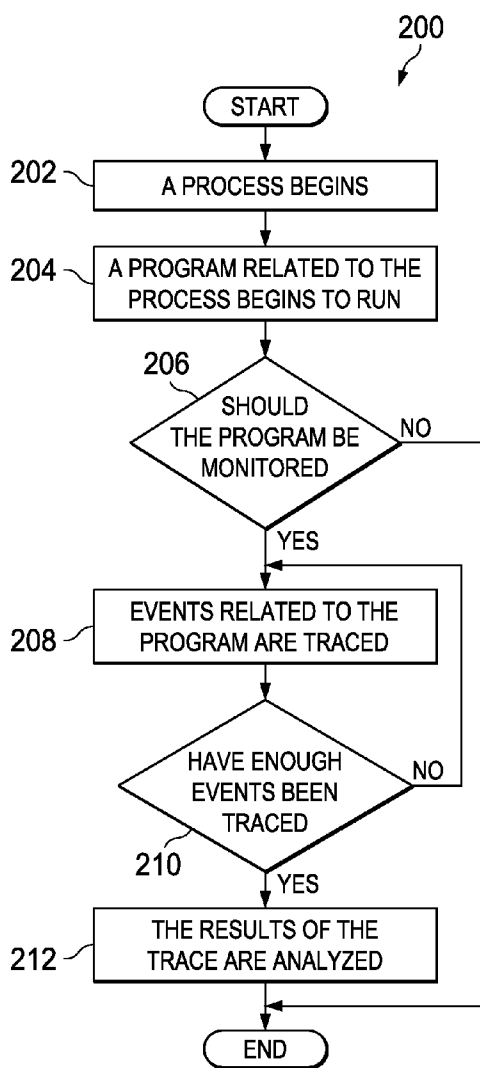 200
START
202
A PROCESS BEGINS
204
A PROGRAM RELATED TO THE
PROCESS BEGINS TO RUN
206
SHOULD
THE PROGRAM BE
MONITORED
NO
YES
208
EVENTS RELATED TO THE
PROGRAM ARE TRACED
HAVE ENOUGH
EVENTS BEEN
TRACED
NO
210
YES
212
THE RESULTS OF THE
TRACE ARE ANALYZED
END